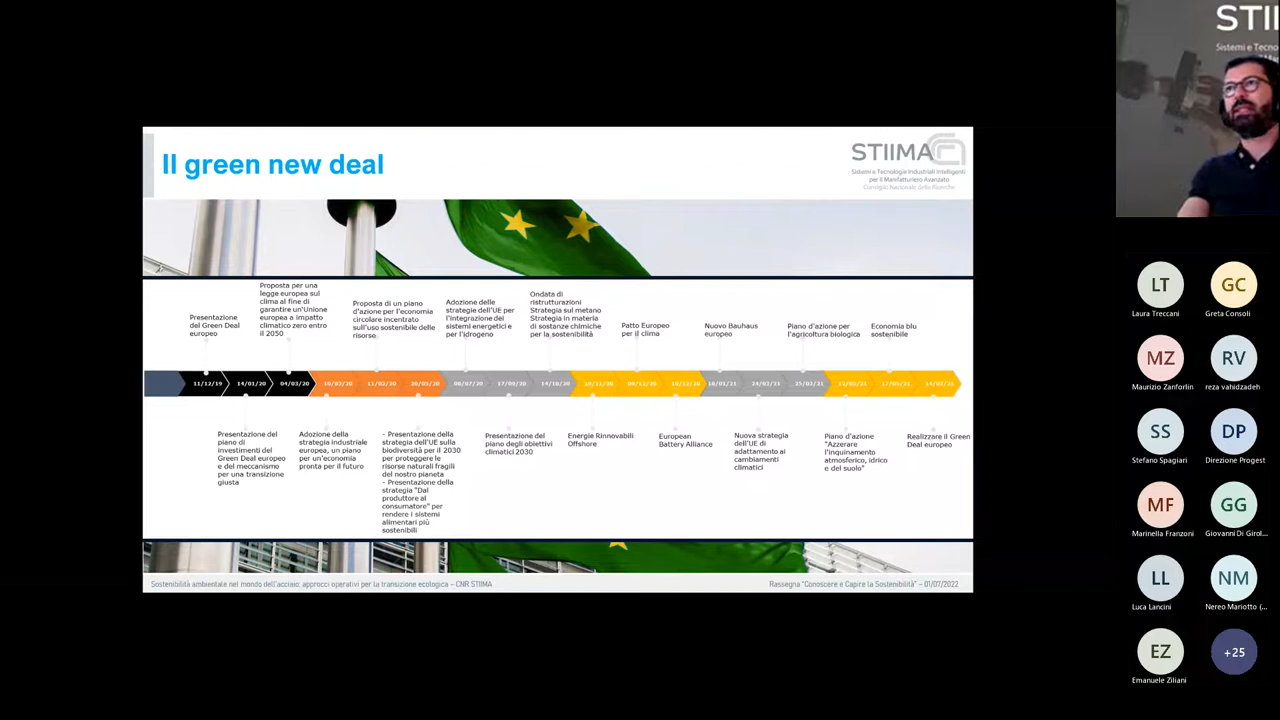 STII
Sistemi e Tecnolo
Il green new deal
STIIMA
Sistemi e Tecnologie Industriali Intelligenti
per il Manifatturiero Avanzato
Consiglio Nazionale delle Ricerche
Presentazione
del Green Deal
europeo
Proposta per una
legge europea sul
clima al fine di
garantire un'Unione
europea a impatto
climatico zero entro
il 2050
Proposta di un piano
d'azione per l'economia
circolare incentrato
sull'uso sostenibile delle
risorse
Adozione delle
strategie dell'UE per
l'integrazione dei
sistemi energetici e
per l'idrogeno
Ondata di
ristrutturazioni
Strategia sul metano
Strategia in materia
di sostanze chimiche
per la sostenibilità
Patto Europeo
per il clima
Nuovo Bauhaus
europeo
Piano d'azione per
l'agricoltura biologica
Economia blu
sostenibile
11/12/19
14/01/20
04/03/20
10/03/20
11/03/20
20/05/20
08/07/20
17/09/20
14/10/20
19/11/20
09/12/20
10/12/20
18/01/21
24/02/21
25/03/21
12/05/21
17/05/21
14/07/21
Presentazione del
piano di
investimenti del
Green Deal europeo
e del meccanismo
per una transizione
giusta
Adozione della
strategia industriale
europea, un piano
per un'economia
pronta per il futuro
- Presentazione della
strategia dell'UE sulla
biodiversità per il 2030
per proteggere le
risorse naturali fragili
del nostro pianeta
- Presentazione della
strategia "Dal
produttore al
consumatore" per
rendere i sistemi
alimentari più
sostenibili
Presentazione del
piano degli obiettivi
climatici 2030
Energie Rinnovabili
Offshore
European
Battery Alliance
Nuova strategia
dell'UE di
adattamento ai
cambiamenti
climatici
Piano d'azione
"Azzerare
l'inquinamento
atmosferico, idrico
e del suolo"
Realizzare il Green
Deal europeo
Sostenibilità ambientale nel mondo dell'acciaio: approcci operativi per la transizione ecologica – CNR STIIMA
Rassegna "Conoscere e Capire la Sostenibilità" – 01/07/2022
LT
Laura Treccani
GC
Greta Consoli
MZ
Maurizio Zanforlin
RV
reza vahidzadeh
SS
Stefano Spagiari
DP
Direzione Progest
MF
Marinella Franzoni
GG
Giovanni Di Girol...
LL
Luca Lancini
NM
Nereo Mariotto (...
EZ
Emanuele Ziliani
+25